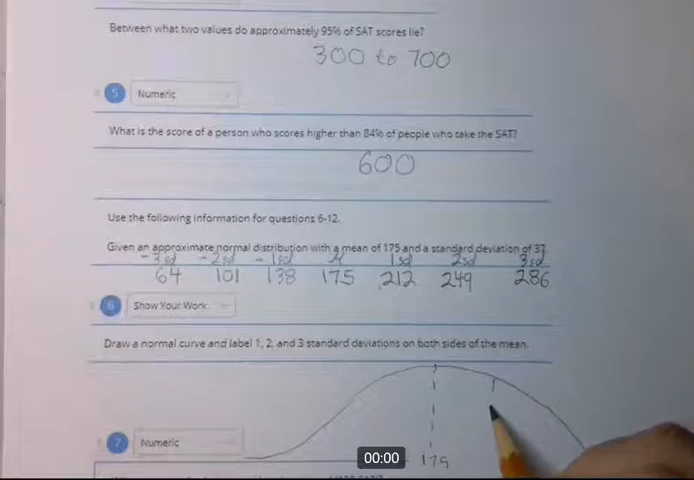 Between what two values do approximately 95% of SAT scores lie?
300 to 700
5 Numeric
What is the score of a person who scores higher than 84% of people who take the SAT?
600
Use the following information for questions 6-12.
Given an approximate normal distribution with a mean of 175 and a standard deviation of 37,
-3sd -2sd -1sd μ 1sd 2sd 3sd
64 101 138 175 212 249 286
6 Show Your Work
Draw a normal curve and label 1, 2, and 3 standard deviations on both sides of the mean.
7 Numeric
00:00
175